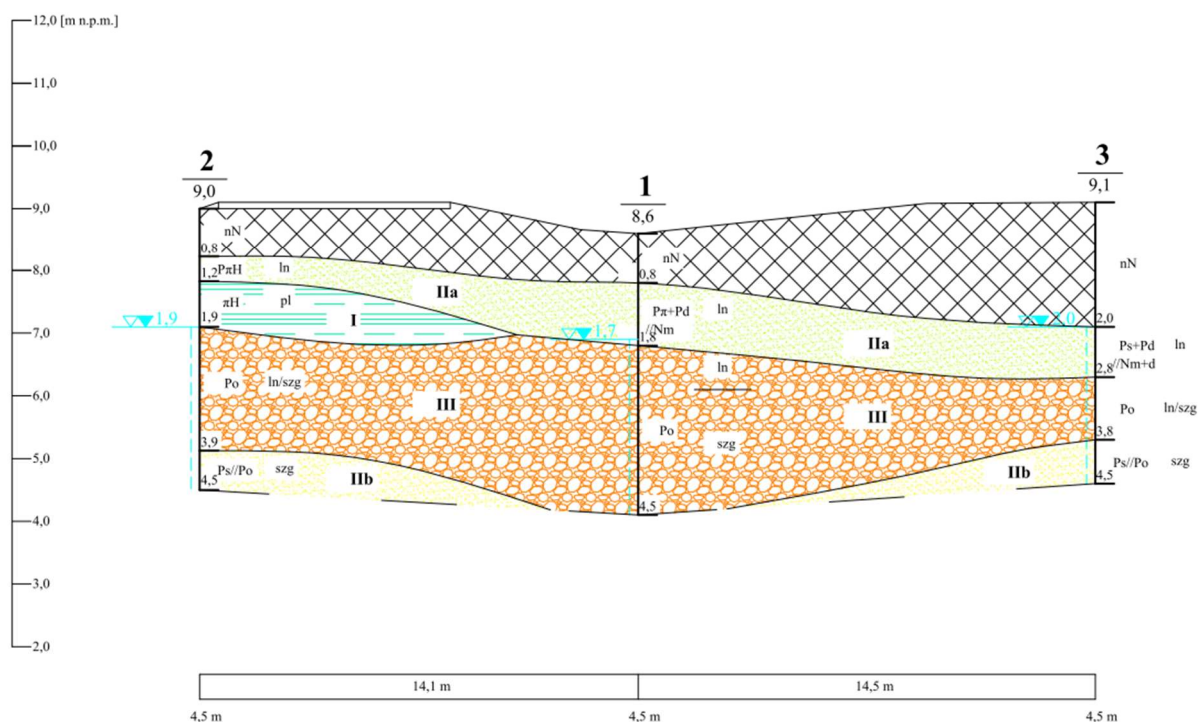 12,0 [m n.p.m.]
11,0
10,0
9,0
8,0
7,0
6,0
5,0
4,0
3,0
2,0
2
9,0
1
8,6
3
9,1
nN
0,8
PπH ln
1,2
πH pl
1,9
1,9
Po ln/szg
3,9
Ps//Po szg
4,5
IIa
I
III
IIb
nN
0,8
Pπ+Pd
//Nm
ln
1,8
1,7
ln
Po
szg
4,5
IIa
III
IIb
nN
2,0
2,0
Ps+Pd ln
//Nm+d
2,8
Po ln/szg
3,8
Ps//Po szg
4,5
14,1 m
14,5 m
4,5 m
4,5 m
4,5 m